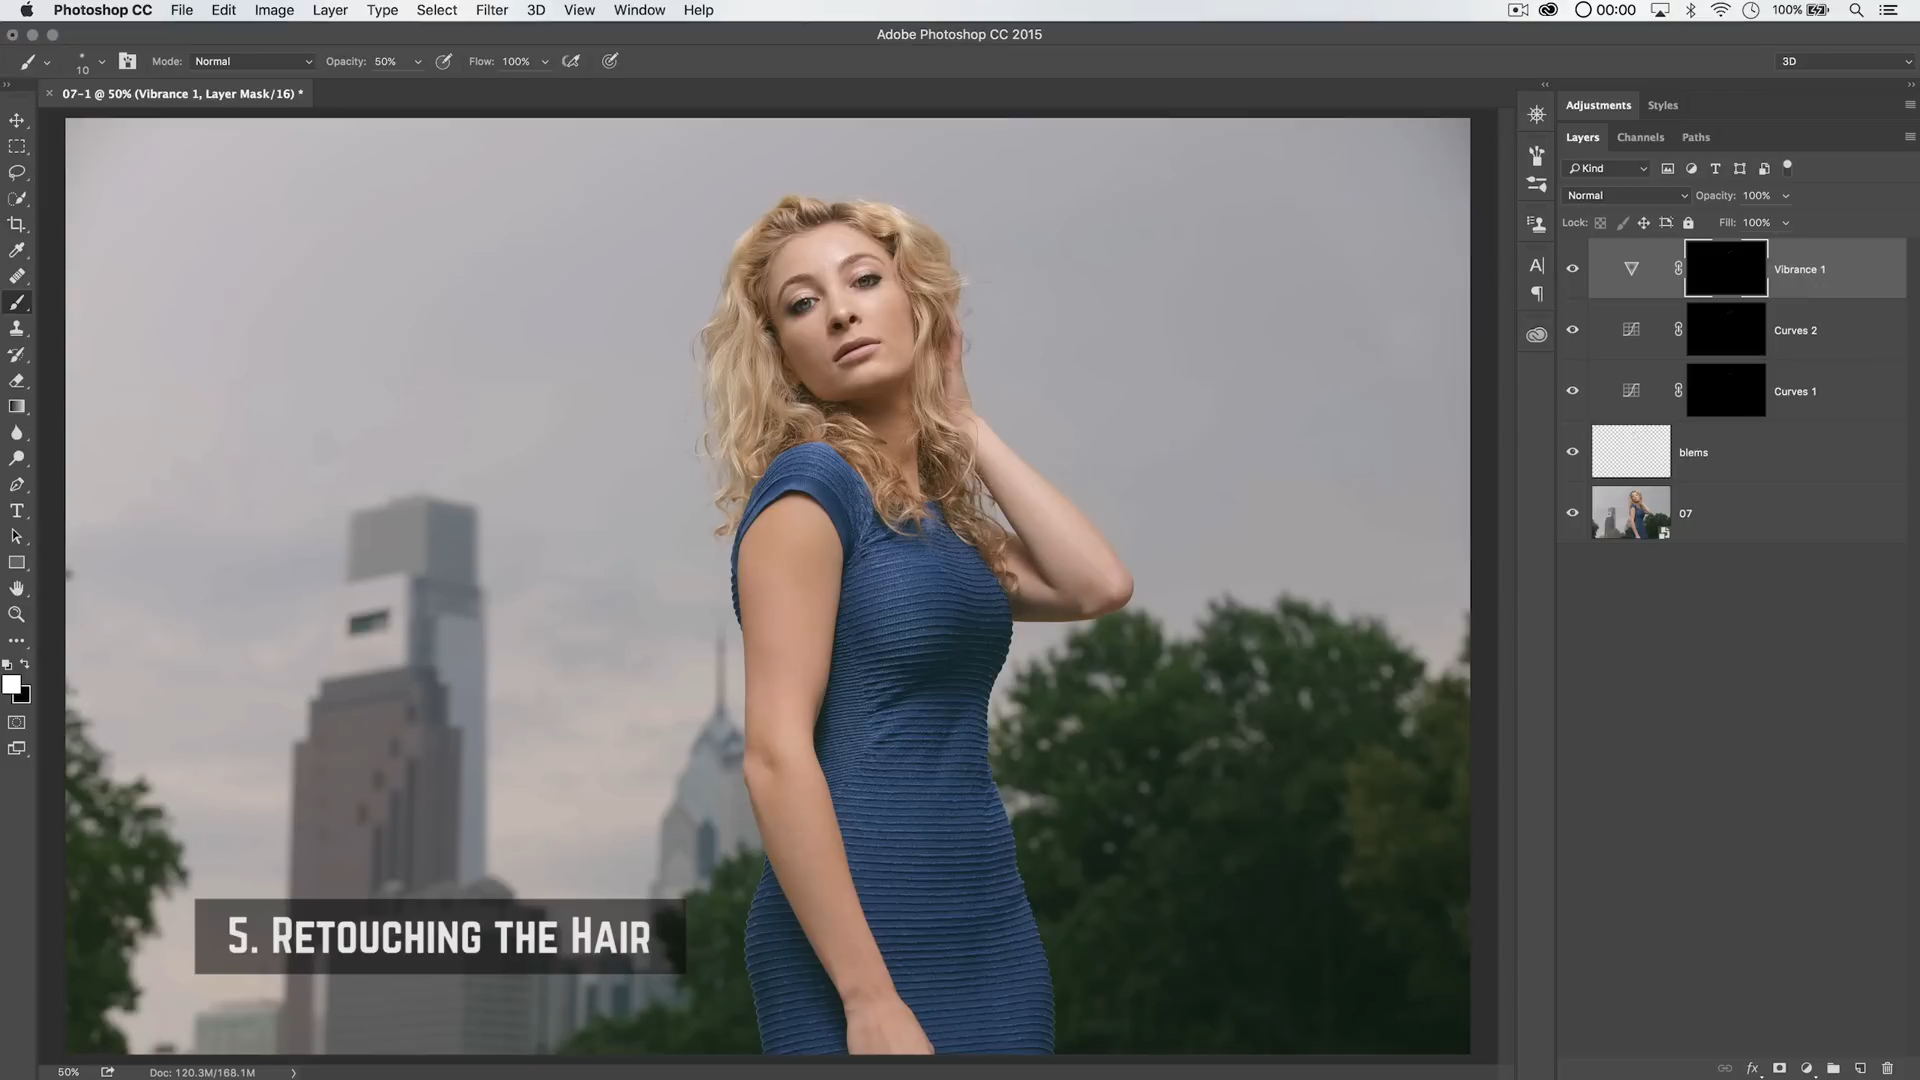 Photoshop CC File Edit Image Layer Type Select Filter 3D View Window Help 00:00 100%
Adobe Photoshop CC 2015
10 Mode: Normal Opacity: 50% Flow: 100% 3D
07-1 @ 50% (Vibrance 1, Layer Mask/16) *
Adjustments Styles
Layers Channels Paths
Kind
Normal Opacity: 100%
Lock: Fill: 100%
Vibrance 1
Curves 2
Curves 1
blems
07
5. Retouching the Hair
50% Doc: 120.3M/168.1M
fx